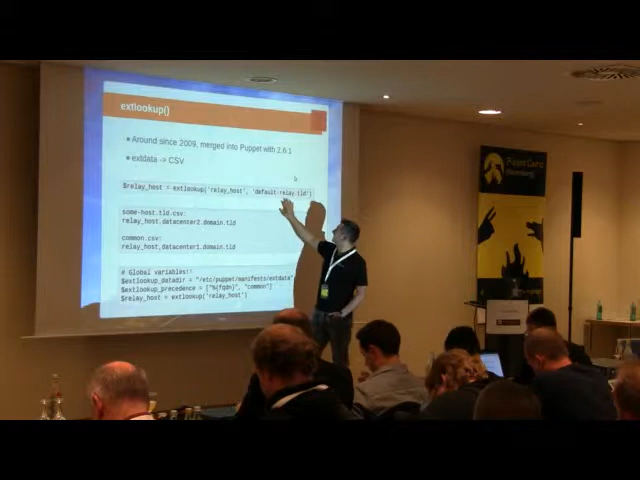 extlookup()
Around since 2009, merged into Puppet with 2.6.1
extdata -> CSV
$relay_host = extlookup('relay_host', 'default-relay.tld')
some-host.tld.csv:
relay_host,datacenter2.domain.tld
common.csv:
relay_host,datacenter1.domain.tld
# Global variables!!
$extlookup_datadir = "/etc/puppet/manifests/extdata"
$extlookup_precedence = ["%{fqdn}", "common"]
$relay_host = extlookup('relay_host')
Puppet Camp